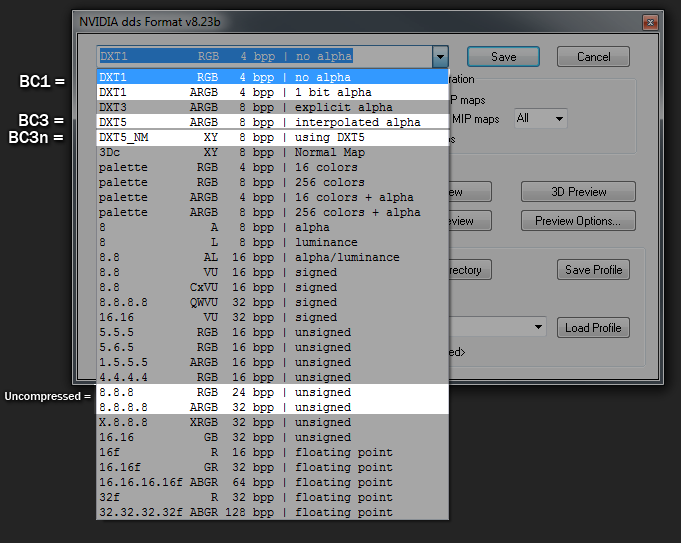 NVIDIA dds Format v8.23b
DXT1 RGB 4 bpp | no alpha
Save
Cancel
BC1 =
DXT1 RGB 4 bpp | no alpha
ration
DXT1 ARGB 4 bpp | 1 bit alpha
P maps
DXT3 ARGB 8 bpp | explicit alpha
BC3 =
DXT5 ARGB 8 bpp | interpolated alpha
MIP maps
All
BC3n =
DXT5_NM XY 8 bpp | using DXT5
ps
3Dc XY 8 bpp | Normal Map
palette RGB 4 bpp | 16 colors
palette RGB 8 bpp | 256 colors
ew
3D Preview
palette ARGB 4 bpp | 16 colors + alpha
palette ARGB 8 bpp | 256 colors + alpha
8 A 8 bpp | alpha
eview
Preview Options...
8 L 8 bpp | luminance
8.8 AL 16 bpp | alpha/luminance
8.8 VU 16 bpp | signed
rectory
Save Profile
8.8 CxVU 16 bpp | signed
8.8.8.8 QWVU 32 bpp | signed
16.16 VU 32 bpp | signed
5.5.5 RGB 16 bpp | unsigned
Load Profile
5.6.5 RGB 16 bpp | unsigned
ed>
1.5.5.5 ARGB 16 bpp | unsigned
4.4.4.4 RGB 16 bpp | unsigned
Uncompressed =
8.8.8 RGB 24 bpp | unsigned
8.8.8.8 ARGB 32 bpp | unsigned
X.8.8.8 XRGB 32 bpp | unsigned
16.16 GB 32 bpp | unsigned
16f R 16 bpp | floating point
16.16f GR 32 bpp | floating point
16.16.16.16f ABGR 64 bpp | floating point
32f R 32 bpp | floating point
32.32.32.32f ABGR 128 bpp | floating point